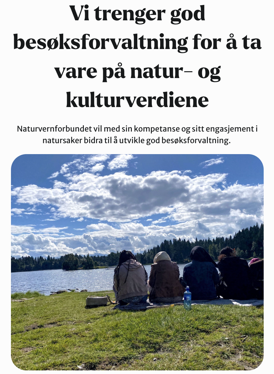 Vi trenger god
besøksforvaltning for å ta
vare på natur– og
kulturverdiene
Naturvernforbundet vil med sin kompetanse og sitt engasjement i
natursaker bidra til å utvikle god besøksforvaltning.